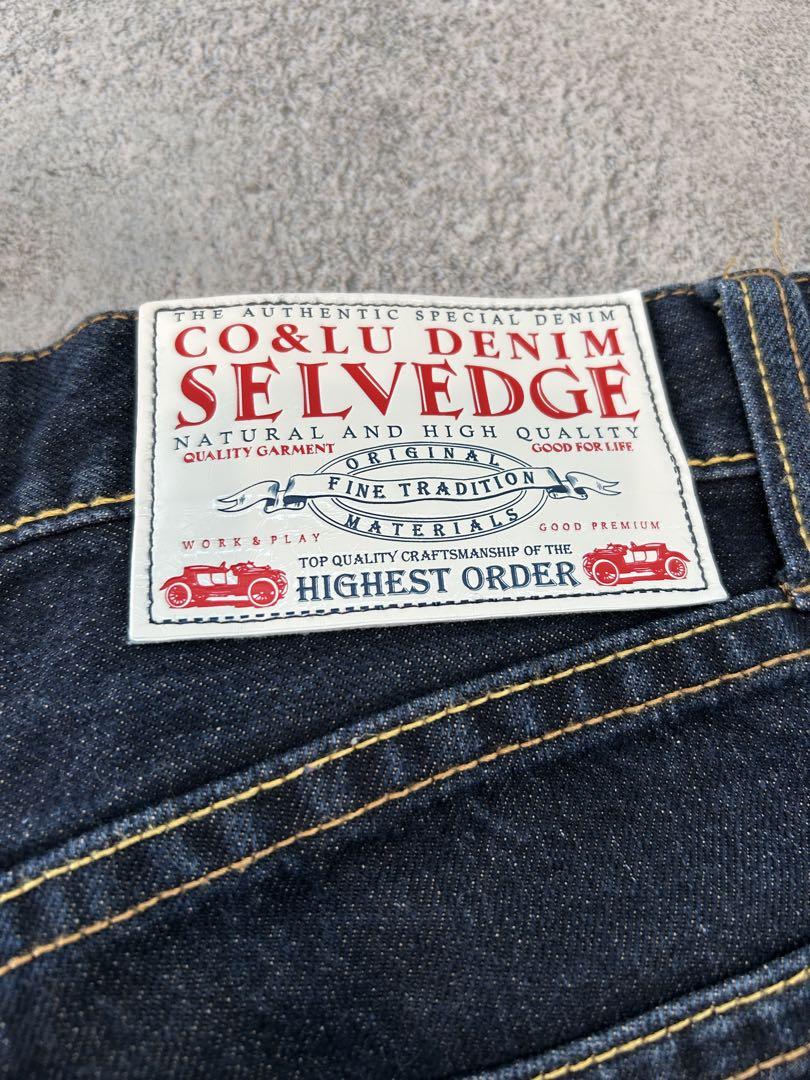 THE AUTHENTIC SPECIAL DENIM
CO&LU DENIM
SELVEDGE
NATURAL AND HIGH QUALITY
QUALITY GARMENT
GOOD FOR LIFE
ORIGINAL
FINE TRADITION
MATERIALS
WORK & PLAY
GOOD PREMIUM
TOP QUALITY CRAFTSMANSHIP OF THE
HIGHEST ORDER